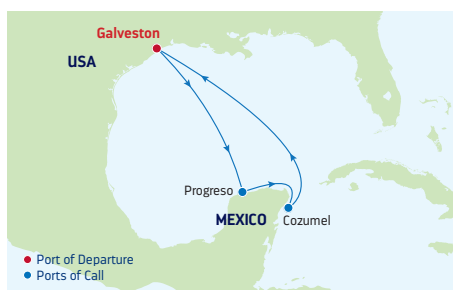 Galveston
USA
Progreso
MEXICO
Cozumel
Port of Departure
Ports of Call